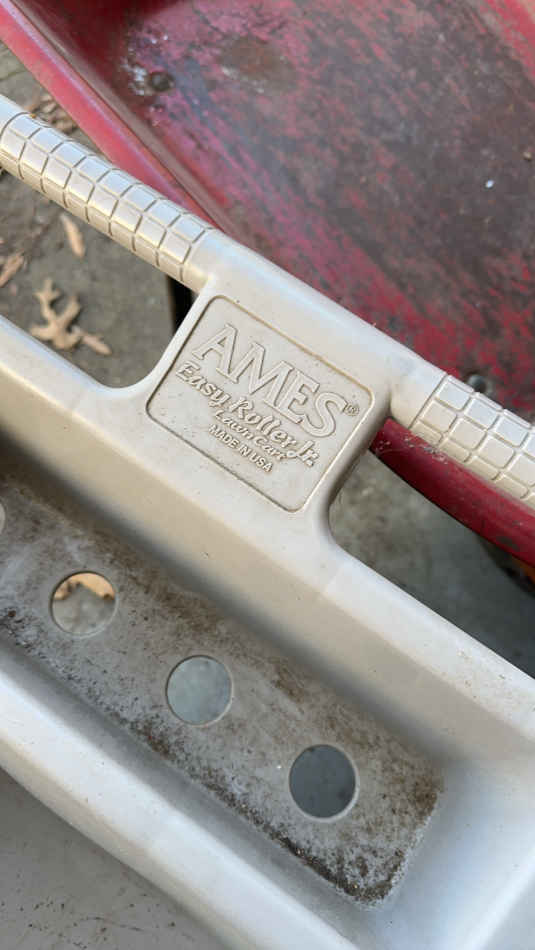 AMES®
Easy Roller Jr.
Lawn Cart
MADE IN USA